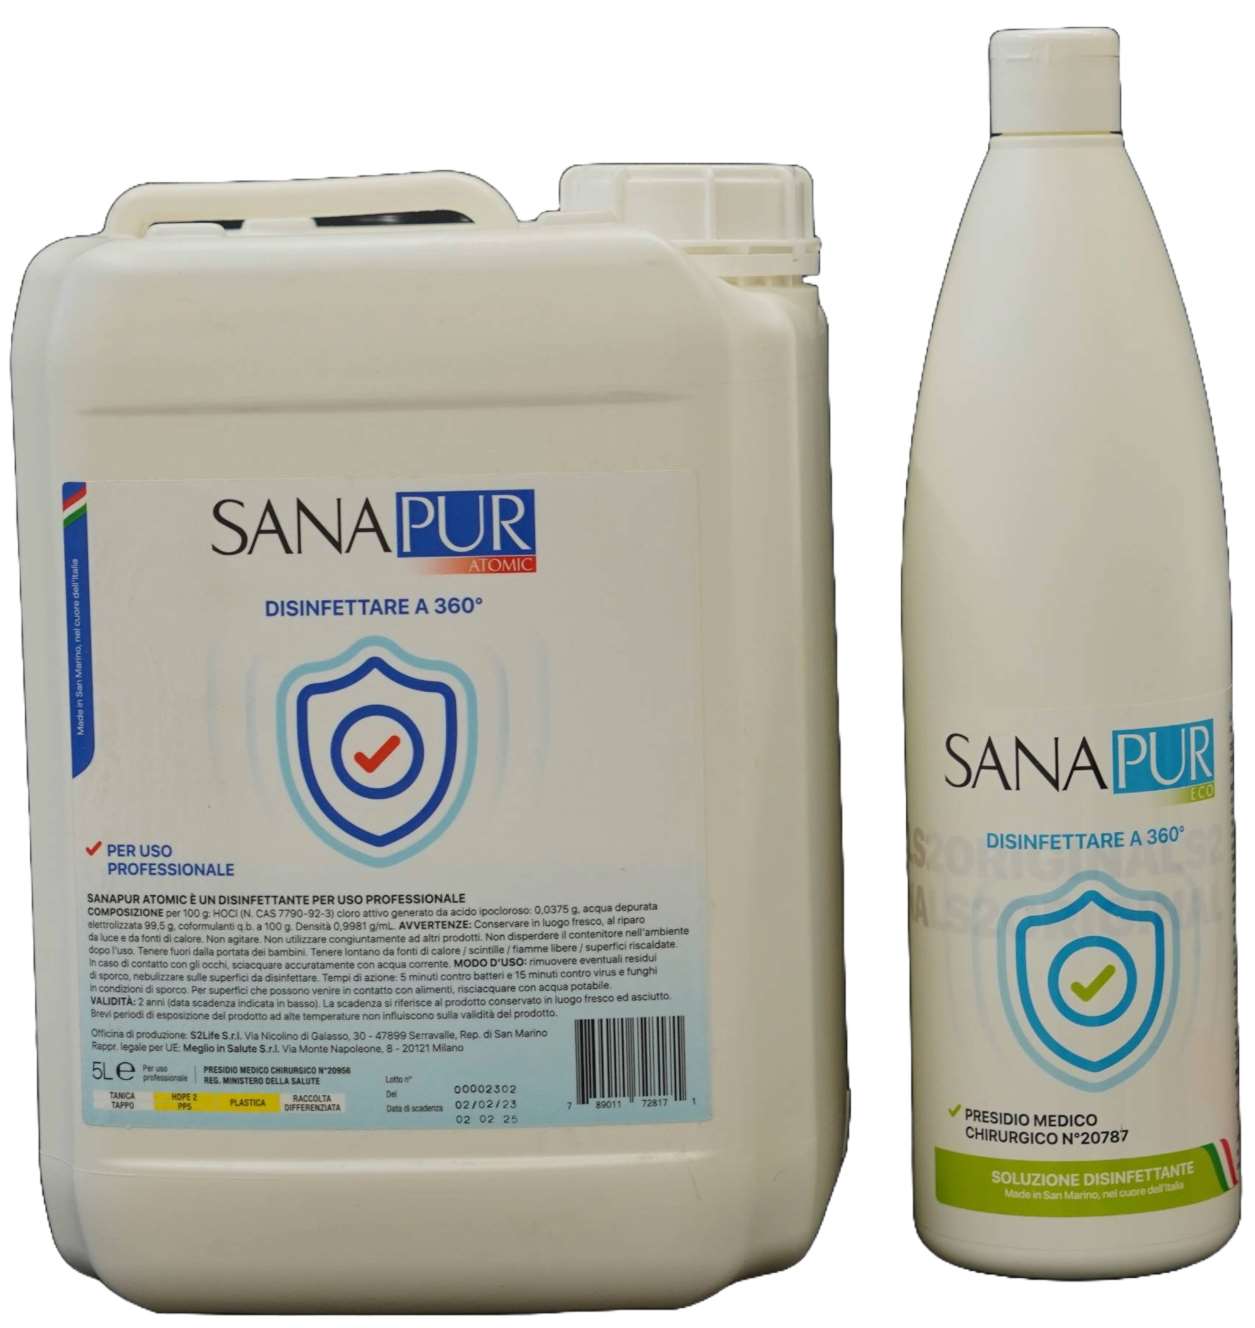 SANAPUR
ATOMIC
DISINFETTARE A 360°
Made in San Marino, nel cuore dell'Italia
PER USO
PROFESSIONALE
SANAPUR ATOMIC È UN DISINFETTANTE PER USO PROFESSIONALE
COMPOSIZIONE per 100 g: HOCl (N. CAS 7790-92-3) cloro attivo generato da acido ipocloroso: 0,0375 g, acqua depurata
elettrolizzata 99,5 g, coformulanti q.b. a 100 g. Densità 0,9981 g/mL. AVVERTENZE: Conservare in luogo fresco, al riparo
da luce e da fonti di calore. Non agitare. Non utilizzare congiuntamente ad altri prodotti. Non disperdere il contenitore nell'ambiente
dopo l'uso. Tenere fuori dalla portata dei bambini. Tenere lontano da fonti di calore / scintille / fiamme libere / superfici riscaldate.
In caso di contatto con gli occhi, sciacquare accuratamente con acqua corrente. MODO D'USO: rimuovere eventuali residui
di sporco, nebulizzare sulle superfici da disinfettare. Tempi di azione: 5 minuti contro batteri e 15 minuti contro virus e funghi
in condizioni di sporco. Per superfici che possono venire in contatto con alimenti, risciacquare con acqua potabile.
VALIDITÀ: 2 anni (data scadenza indicata in basso). La scadenza si riferisce al prodotto conservato in luogo fresco ed asciutto.
Brevi periodi di esposizione del prodotto ad alte temperature non influiscono sulla validità del prodotto.
Officina di produzione: S2Life S.r.l. Via Nicolino di Galasso, 30 - 47899 Serravalle, Rep. di San Marino
Rappr. legale per UE: Meglio in Salute S.r.l. Via Monte Napoleone, 8 - 20121 Milano
5L e
Per uso
professionale
PRESIDIO MEDICO CHIRURGICO N°20956
REG. MINISTERO DELLA SALUTE
TANICA
TAPPO
HDPE 2
PP5
PLASTICA
RACCOLTA
DIFFERENZIATA
Lotto n° 00002302
Del 02/02/23
Data di scadenza 02 02 25
7 89011 72817 1
SANAPUR
ECO
DISINFETTARE A 360°
PRESIDIO MEDICO
CHIRURGICO N°20787
SOLUZIONE DISINFETTANTE
Made in San Marino, nel cuore dell'Italia